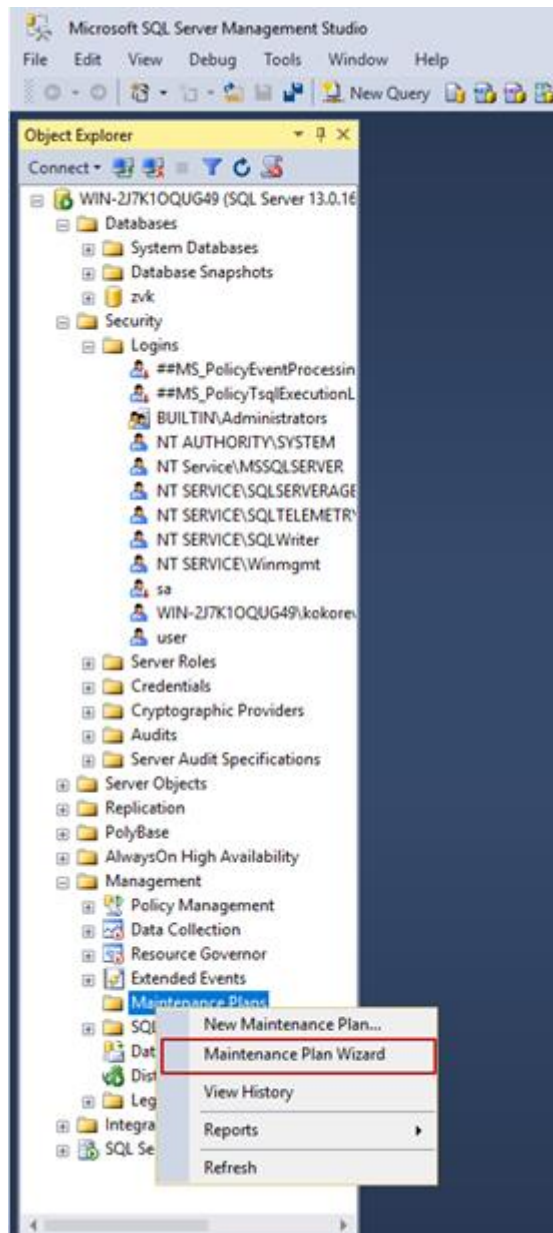 Microsoft SQL Server Management Studio
File Edit View Debug Tools Window Help
New Query
Object Explorer
Connect
WIN-2J7K1OQUG49 (SQL Server 13.0.16
Databases
System Databases
Database Snapshots
zvk
Security
Logins
##MS_PolicyEventProcessin
##MS_PolicyTsqlExecutionL
BUILTIN\Administrators
NT AUTHORITY\SYSTEM
NT Service\MSSQLSERVER
NT SERVICE\SQLSERVERAGE
NT SERVICE\SQLTELEMETRY
NT SERVICE\SQLWriter
NT SERVICE\Winmgmt
sa
WIN-2J7K1OQUG49\kokorev
user
Server Roles
Credentials
Cryptographic Providers
Audits
Server Audit Specifications
Server Objects
Replication
PolyBase
AlwaysOn High Availability
Management
Policy Management
Data Collection
Resource Governor
Extended Events
Maintenance Plans
SQL
Dat
Dist
Leg
Integra
SQL Se
New Maintenance Plan...
Maintenance Plan Wizard
View History
Reports
Refresh